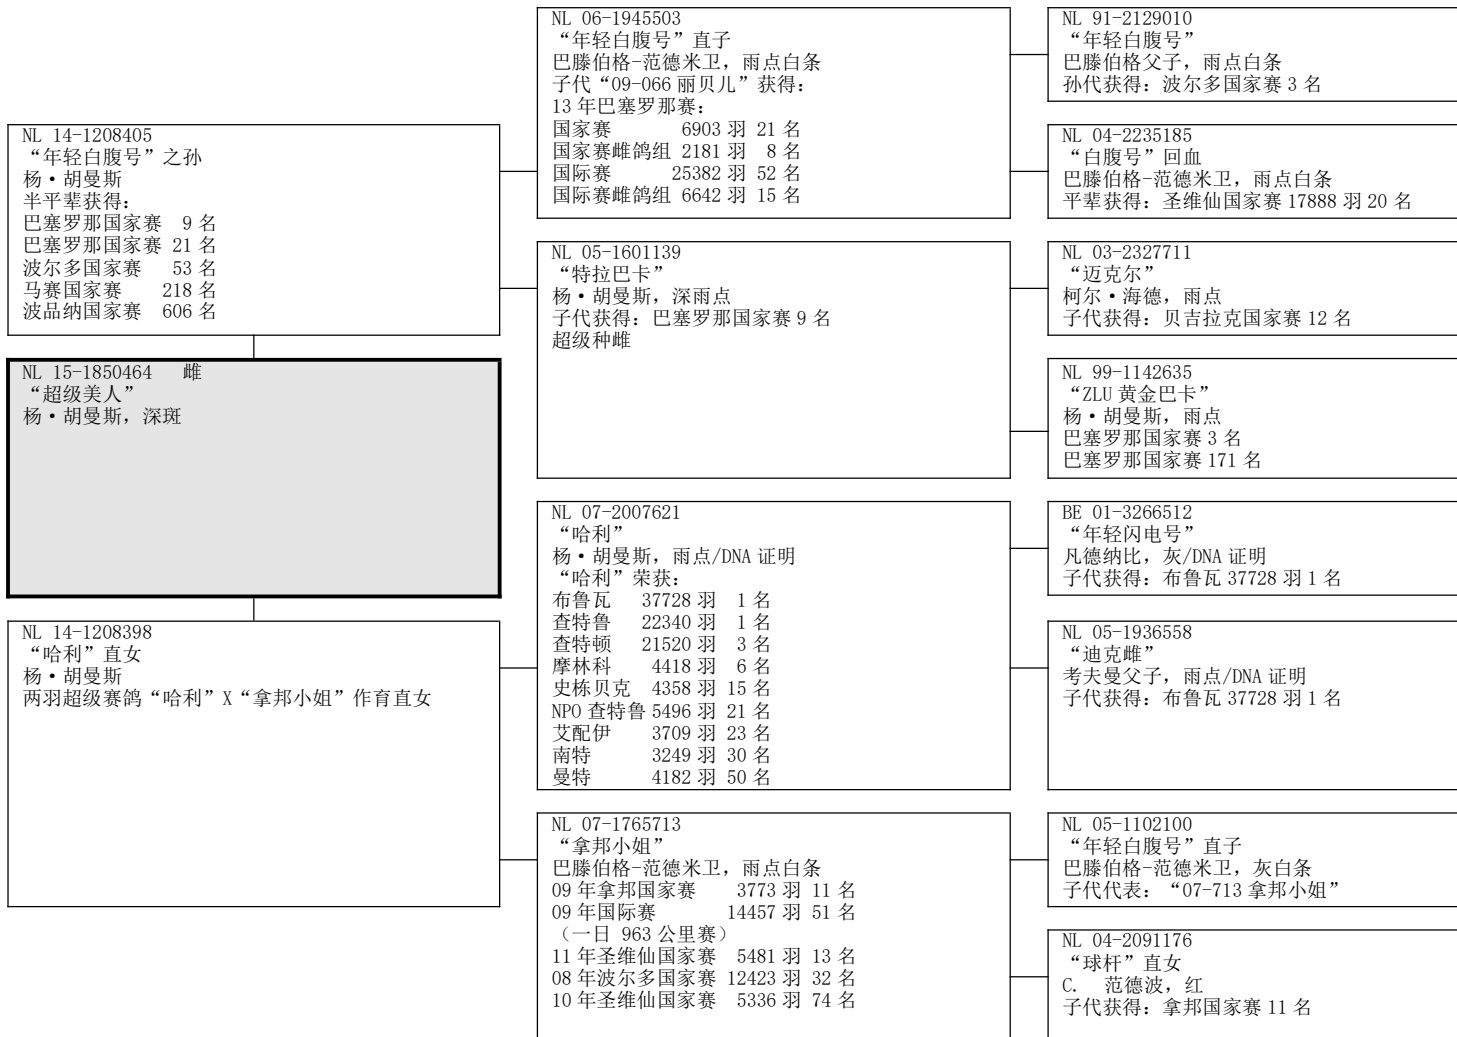 NL 14-1208405
“年轻白腹号”之孙
杨•胡曼斯
半平辈获得：
巴塞罗那国家赛 9 名
巴塞罗那国家赛 21 名
波尔多国家赛 53 名
马赛国家赛 218 名
波品纳国家赛 606 名
NL 15-1850464 雌
“超级美人”
杨•胡曼斯，深斑
NL 14-1208398
“哈利”直女
杨•胡曼斯
两羽超级赛鸽“哈利”X“拿邦小姐”作育直女
NL 06-1945503
“年轻白腹号”直子
巴滕伯格-范德米卫，雨点白条
子代“09-066 丽贝儿”获得：
13 年巴塞罗那赛：
国家赛 6903 羽 21 名
国家赛雌鸽组 2181 羽 8 名
国际赛 25382 羽 52 名
国际赛雌鸽组 6642 羽 15 名
NL 05-1601139
“特拉巴卡”
杨•胡曼斯，深雨点
子代获得：巴塞罗那国家赛 9 名
超级种雌
NL 07-2007621
“哈利”
杨•胡曼斯，雨点/DNA 证明
“哈利”荣获：
布鲁瓦 37728 羽 1 名
查特鲁 22340 羽 1 名
查特顿 21520 羽 3 名
摩林科 4418 羽 6 名
史栋贝克 4358 羽 15 名
NPO 查特鲁 5496 羽 21 名
艾配伊 3709 羽 23 名
南特 3249 羽 30 名
曼特 4182 羽 50 名
NL 07-1765713
“拿邦小姐”
巴滕伯格-范德米卫，雨点白条
09 年拿邦国家赛 3773 羽 11 名
09 年国际赛 14457 羽 51 名
（一日 963 公里赛）
11 年圣维仙国家赛 5481 羽 13 名
08 年波尔多国家赛 12423 羽 32 名
10 年圣维仙国家赛 5336 羽 74 名
NL 91-2129010
“年轻白腹号”
巴滕伯格父子，雨点白条
孙代获得：波尔多国家赛 3 名
NL 04-2235185
“白腹号”回血
巴滕伯格-范德米卫，雨点白条
平辈获得：圣维仙国家赛 17888 羽 20 名
NL 03-2327711
“迈克尔”
柯尔•海德，雨点
子代获得：贝吉拉克国家赛 12 名
NL 99-1142635
“ZLU 黄金巴卡”
杨•胡曼斯，雨点
巴塞罗那国家赛 3 名
巴塞罗那国家赛 171 名
BE 01-3266512
“年轻闪电号”
凡德纳比，灰/DNA 证明
子代获得：布鲁瓦 37728 羽 1 名
NL 05-1936558
“迪克雌”
考夫曼父子，雨点/DNA 证明
子代获得：布鲁瓦 37728 羽 1 名
NL 05-1102100
“年轻白腹号”直子
巴滕伯格-范德米卫，灰白条
子代代表：“07-713 拿邦小姐”
NL 04-2091176
“球杆”直女
C. 范德波，红
子代获得：拿邦国家赛 11 名